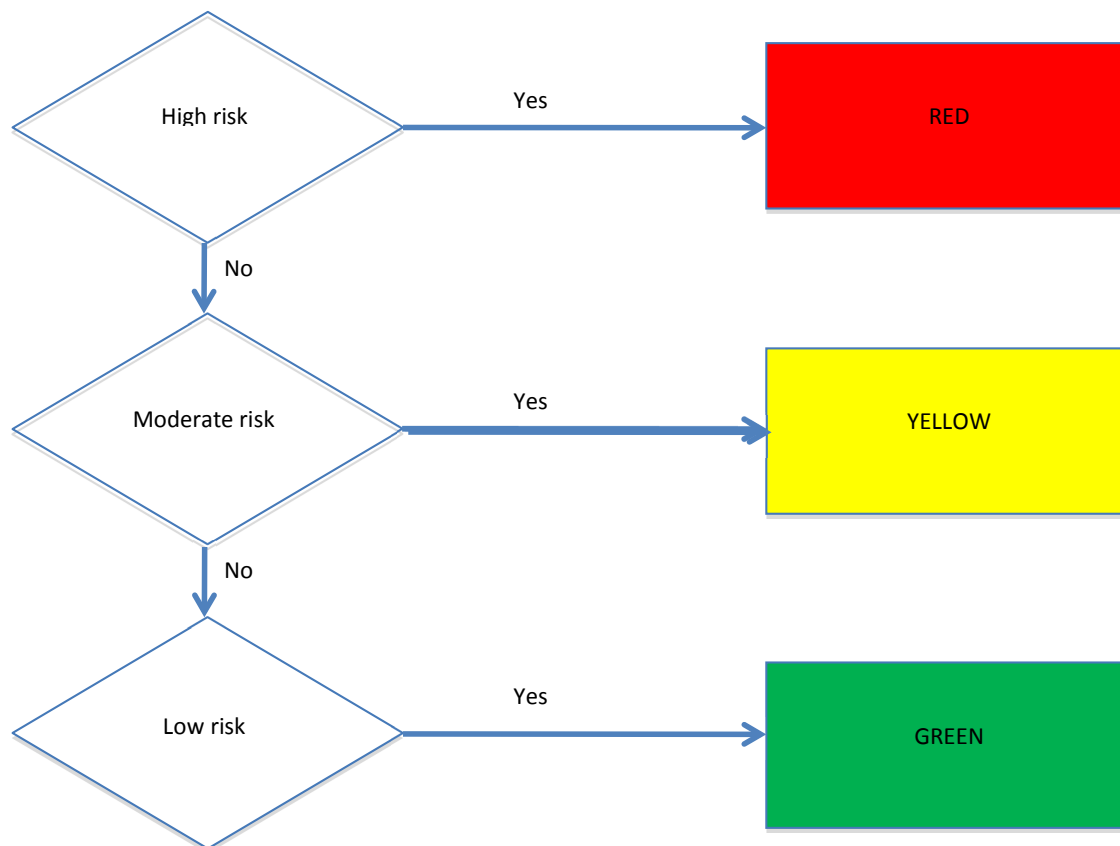 High risk
Yes
RED
No
Moderate risk
Yes
YELLOW
No
Low risk
Yes
GREEN